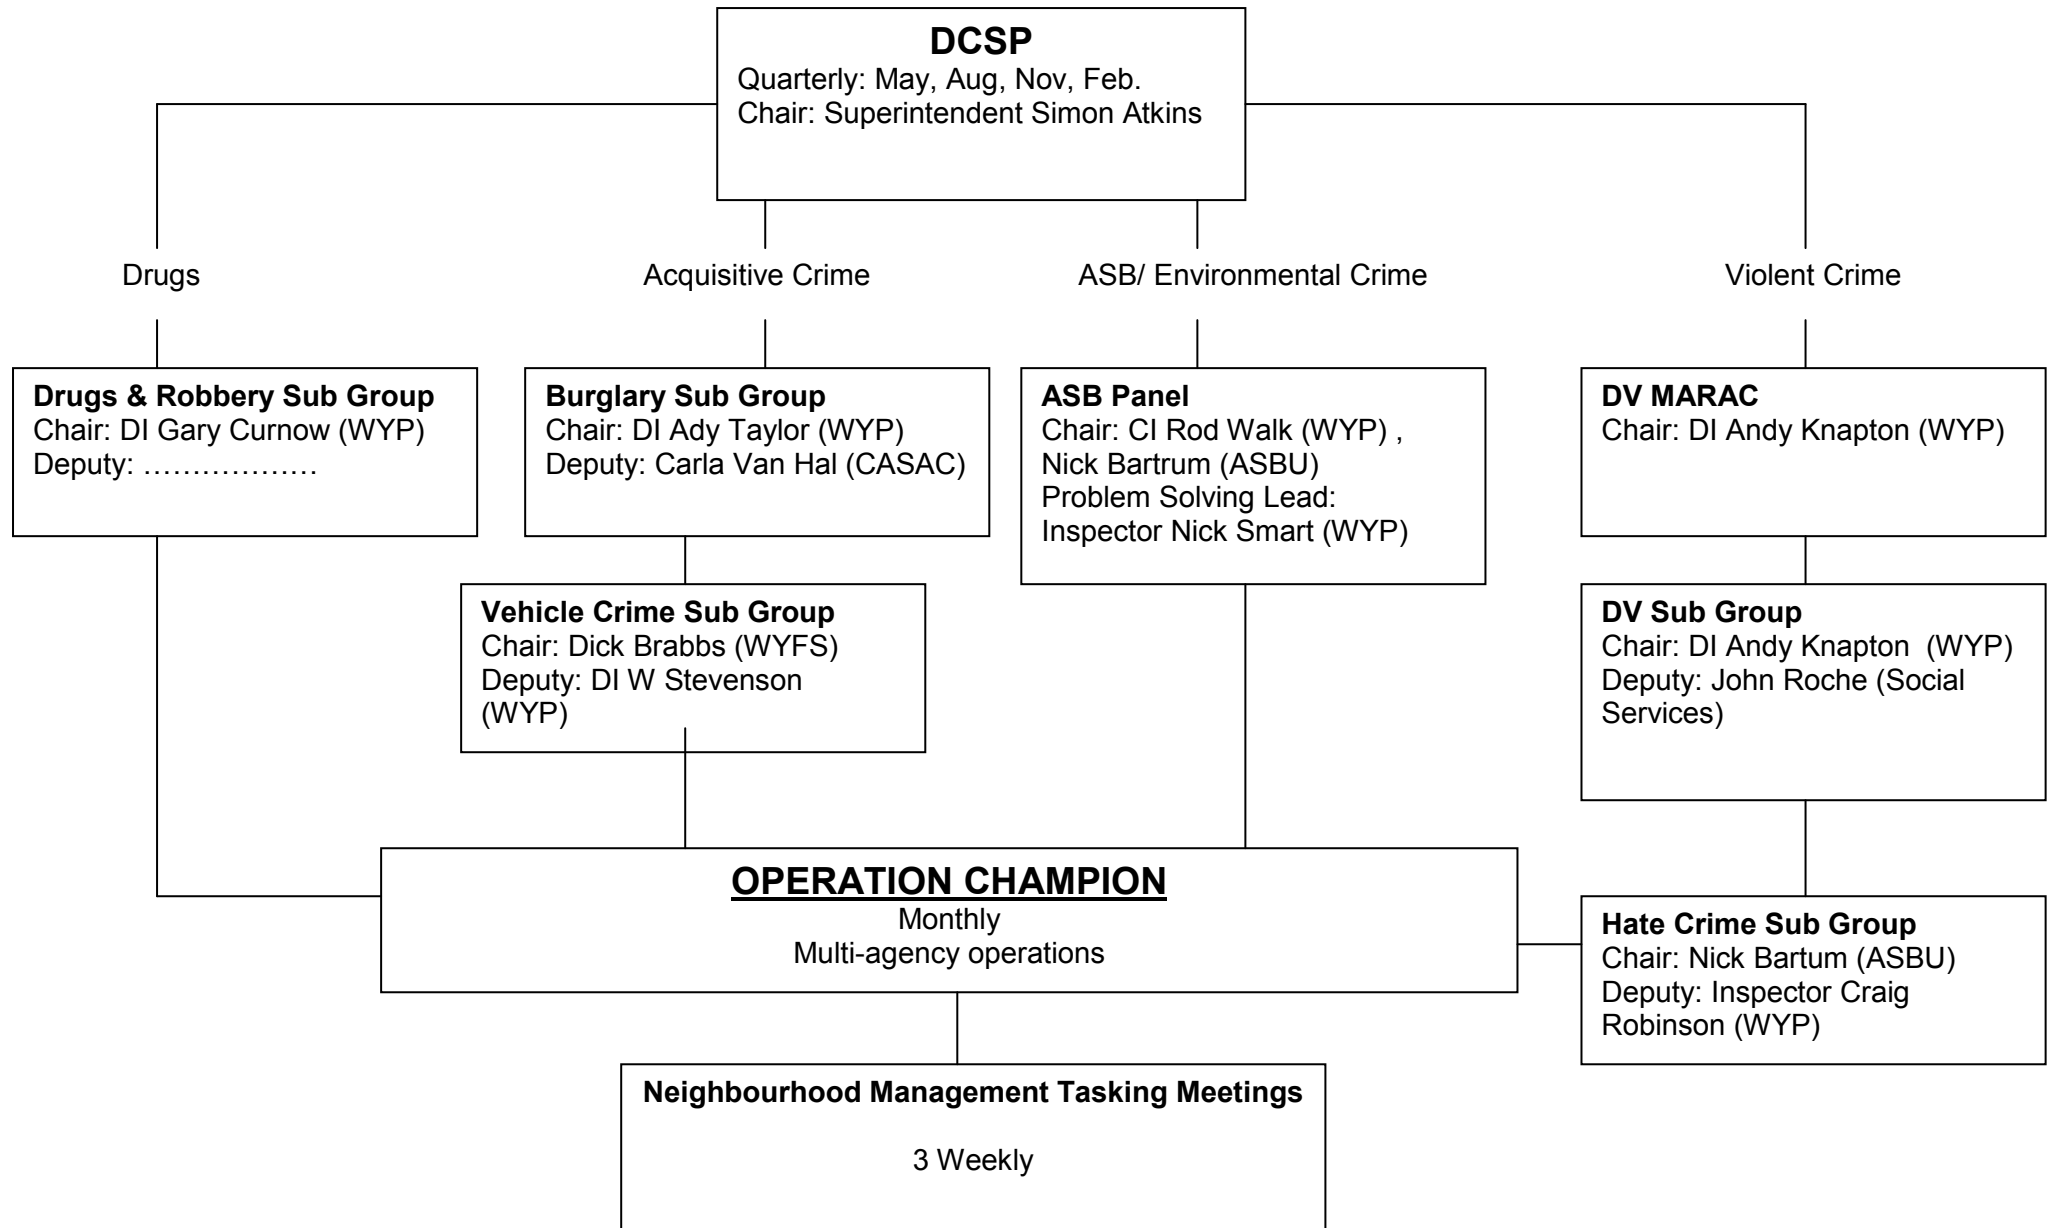 DCSP
Quarterly: May, Aug, Nov, Feb.
Chair: Superintendent Simon Atkins
Drugs
Acquisitive Crime
ASB/ Environmental Crime
Violent Crime
Drugs & Robbery Sub Group
Chair: DI Gary Curnow (WYP)
Deputy: ………………
Burglary Sub Group
Chair: DI Ady Taylor (WYP)
Deputy: Carla Van Hal (CASAC)
ASB Panel
Chair: CI Rod Walk (WYP) ,
Nick Bartrum (ASBU)
Problem Solving Lead:
Inspector Nick Smart (WYP)
DV MARAC
Chair: DI Andy Knapton (WYP)
Vehicle Crime Sub Group
Chair: Dick Brabbs (WYFS)
Deputy: DI W Stevenson
(WYP)
DV Sub Group
Chair: DI Andy Knapton  (WYP)
Deputy: John Roche (Social
Services)
OPERATION CHAMPION
Monthly
Multi-agency operations
Hate Crime Sub Group
Chair: Nick Bartum (ASBU)
Deputy: Inspector Craig
Robinson (WYP)
Neighbourhood Management Tasking Meetings
3 Weekly